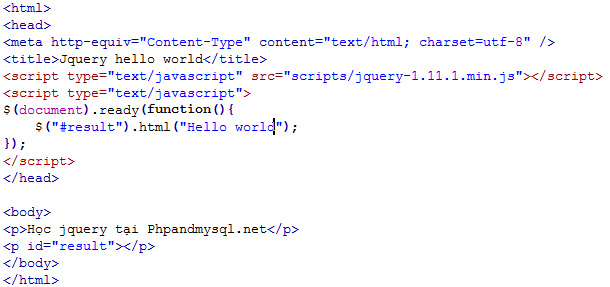 <html>
<head>
<meta http-equiv="Content-Type" content="text/html; charset=utf-8" />
<title>Jquery hello world</title>
<script type="text/javascript" src="scripts/jquery-1.11.1.min.js"></script>
<script type="text/javascript">
$(document).ready(function(){
    $("#result").html("Hello world");
});
</script>
</head>

<body>
<p>Học jquery tại Phpandmysql.net</p>
<p id="result"></p>
</body>
</html>